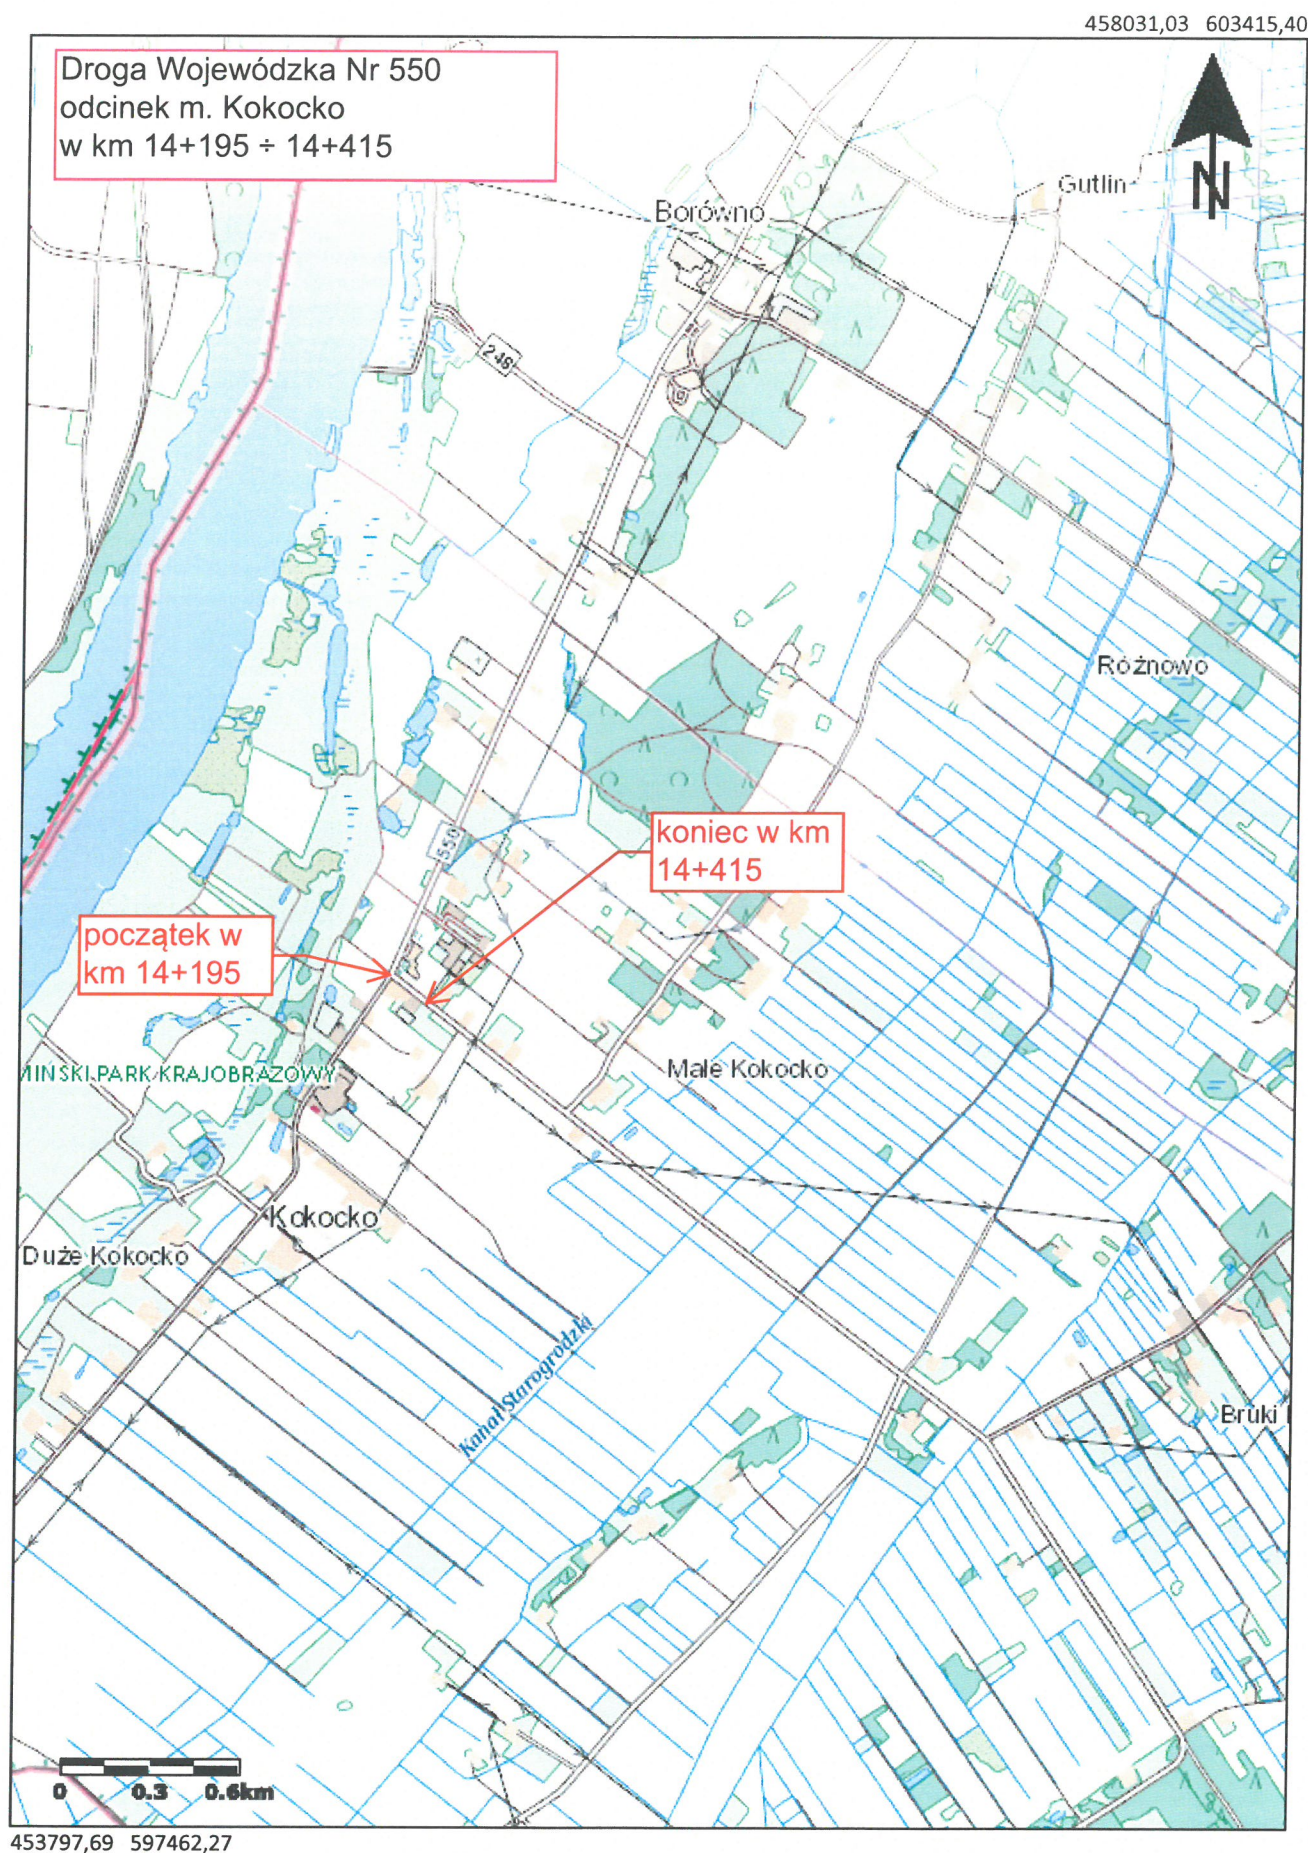 458031,03 603415,40
Droga Wojewódzka Nr 550
odcinek m. Kokocko
w km 14+195 ÷ 14+415
N
Gutlin
Borówno
246
Różnowo
550
koniec w km
14+415
początek w
km 14+195
Małe Kokocko
MIŃSKI PARK KRAJOBRAZOWY
Kokocko
Duże Kokocko
Kanał Starogrodzki
Bruki
0 0.3 0.6km
453797,69 597462,27